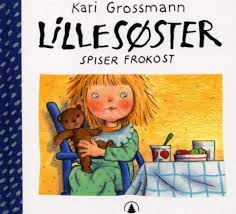 Kari Grossmann
LILLESØSTER
SPISER FROKOST